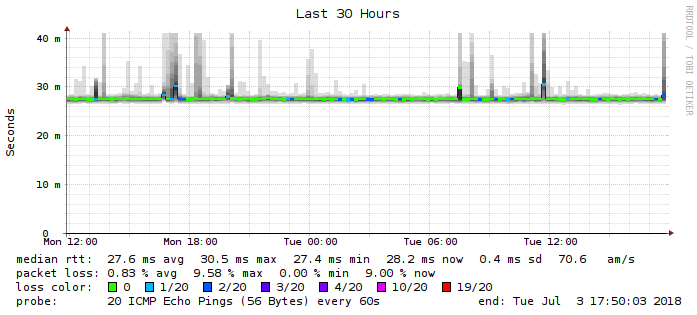 Last 30 Hours
RRDTOOL / TOBI OETIKER
Seconds
40 m
30 m
20 m
10 m
0
Mon 12:00 Mon 18:00 Tue 00:00 Tue 06:00 Tue 12:00
median rtt: 27.6 ms avg 30.5 ms max 27.4 ms min 28.2 ms now 0.4 ms sd 70.6 am/s
packet loss: 0.83 % avg 9.58 % max 0.00 % min 9.00 % now
loss color: 0 1/20 2/20 3/20 4/20 10/20 19/20
probe: 20 ICMP Echo Pings (56 Bytes) every 60s end: Tue Jul 3 17:50:03 2018